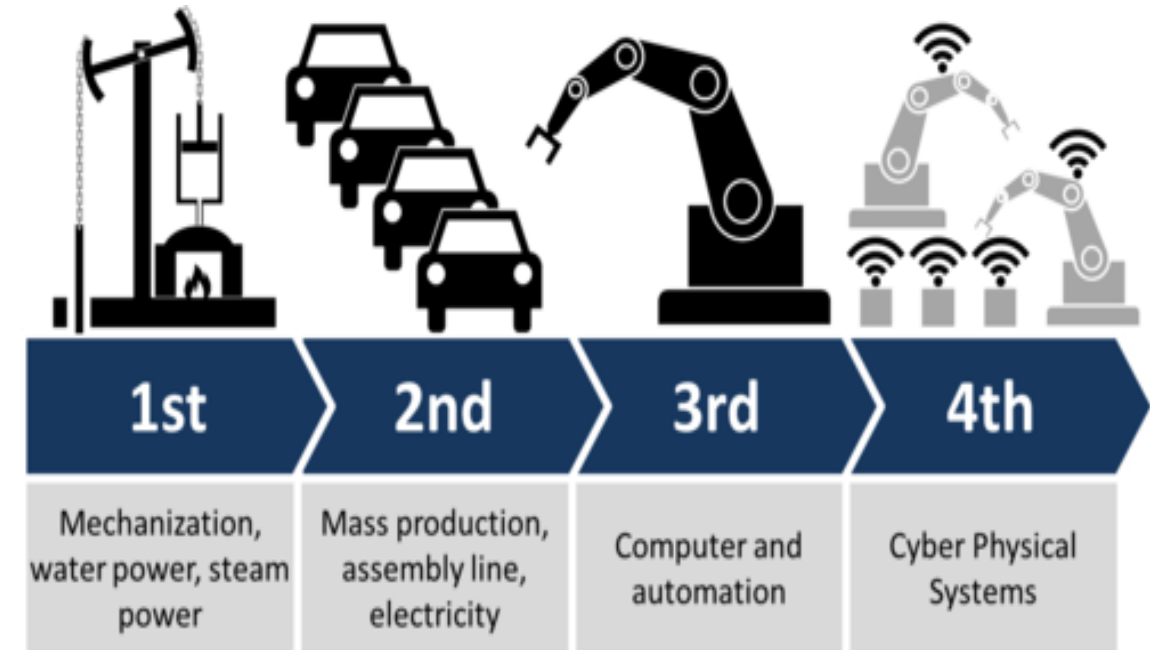 1st
2nd
3rd
4th
Mechanization,
water power, steam
power
Mass production,
assembly line,
electricity
Computer and
automation
Cyber Physical
Systems